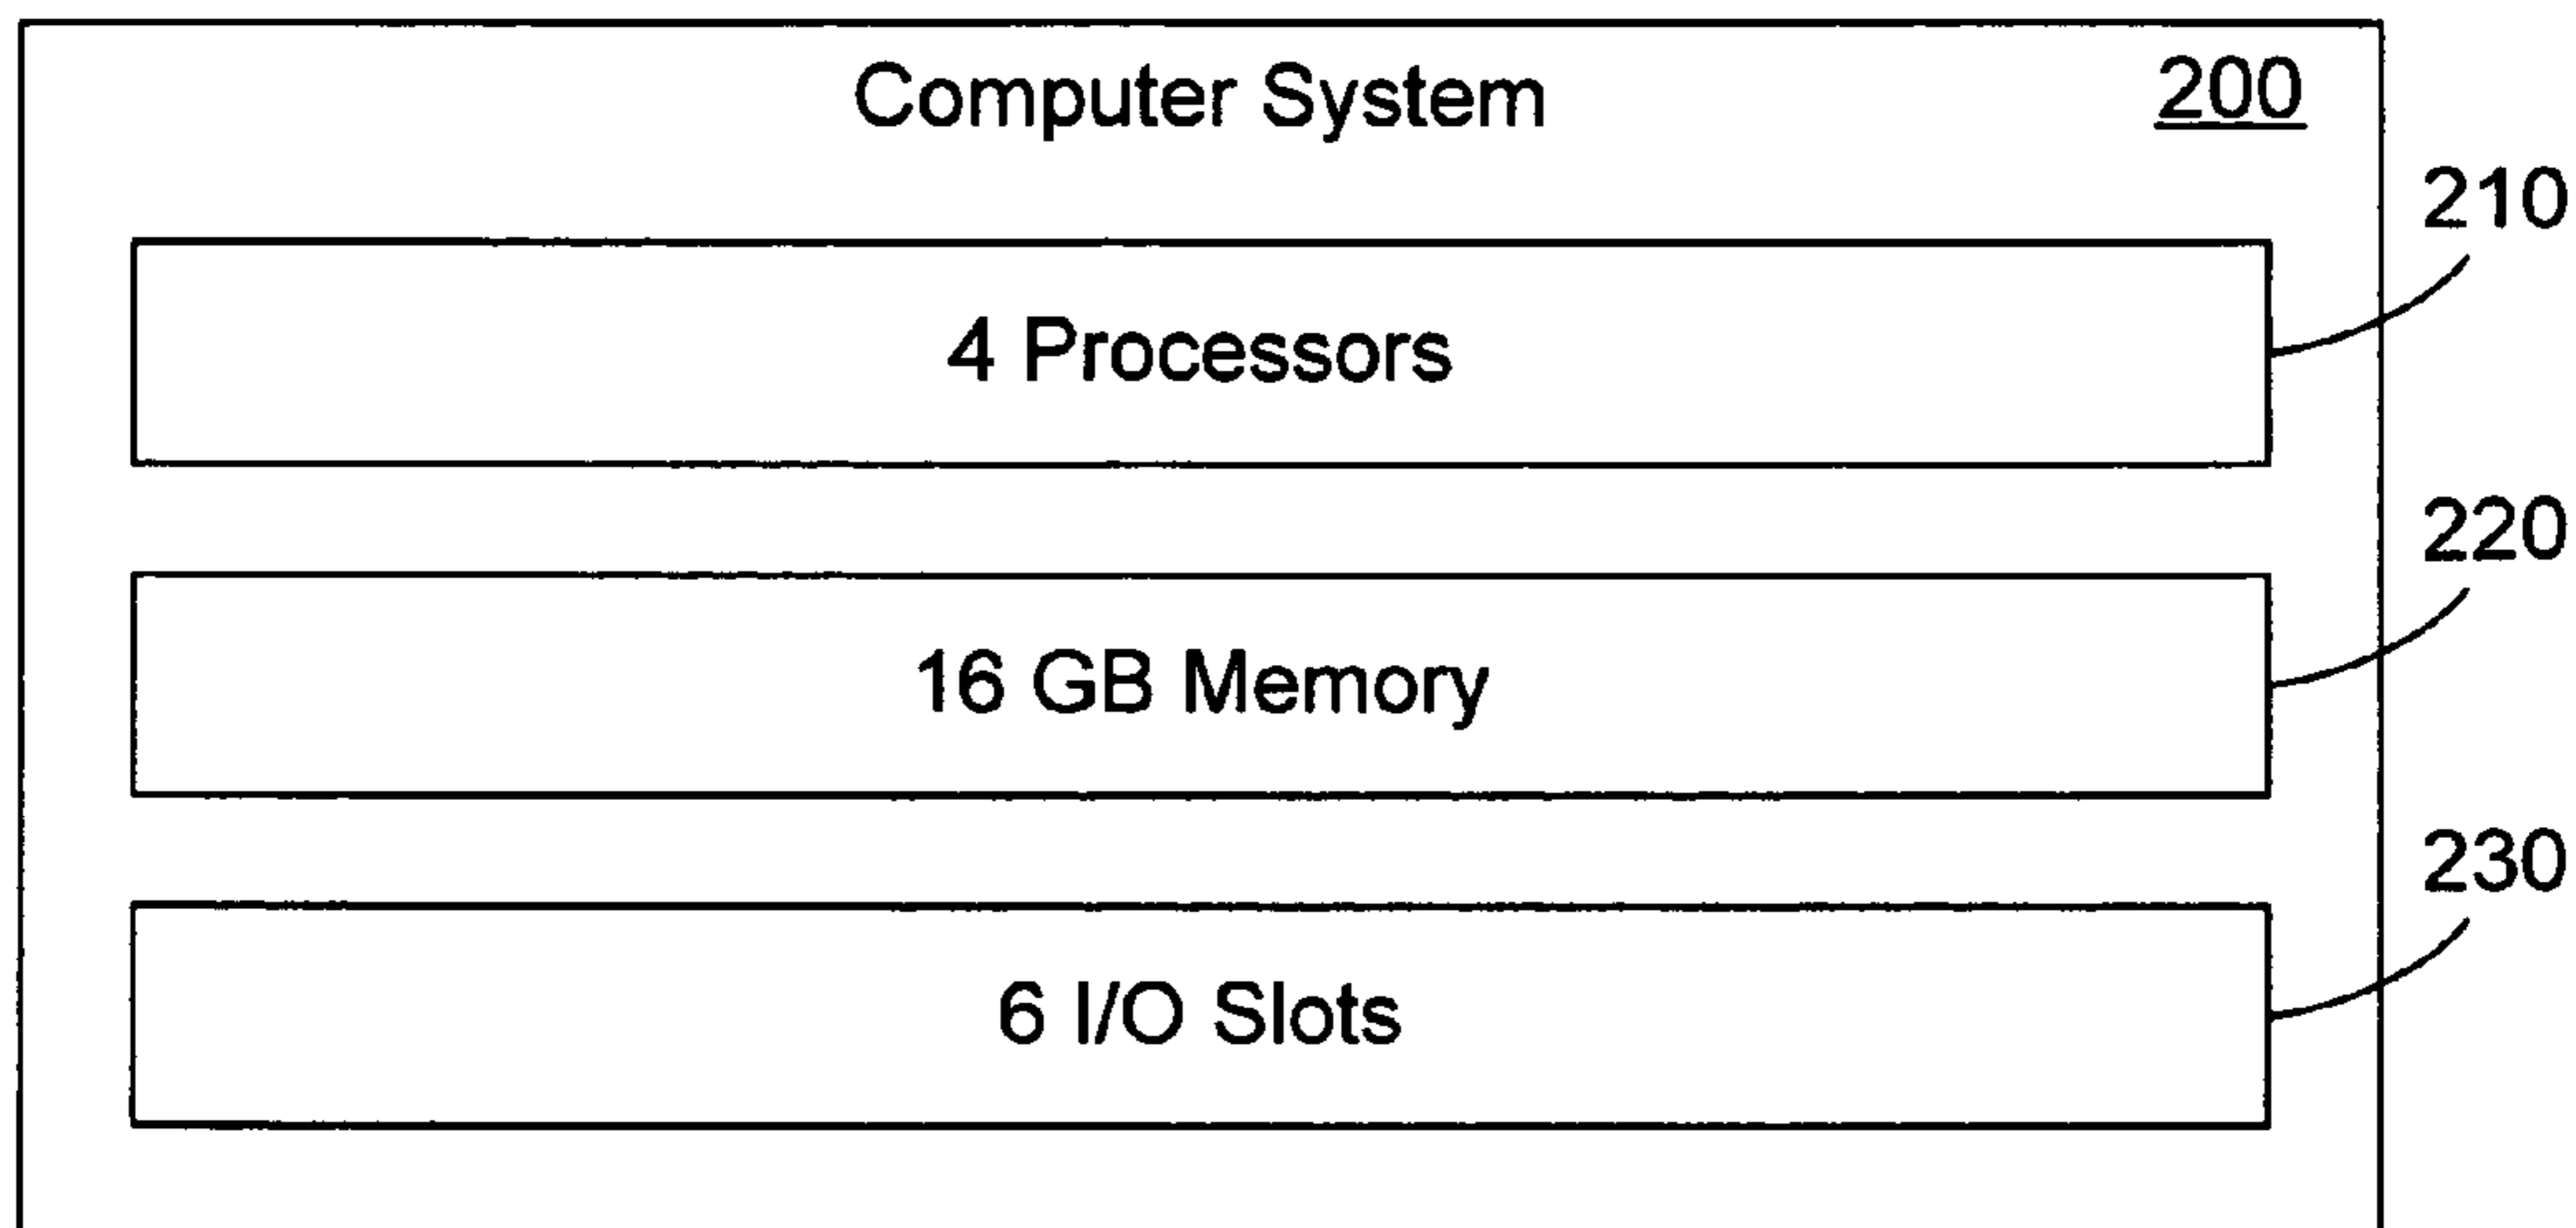 Computer System 200
210
4 Processors
220
16 GB Memory
230
6 I/O Slots